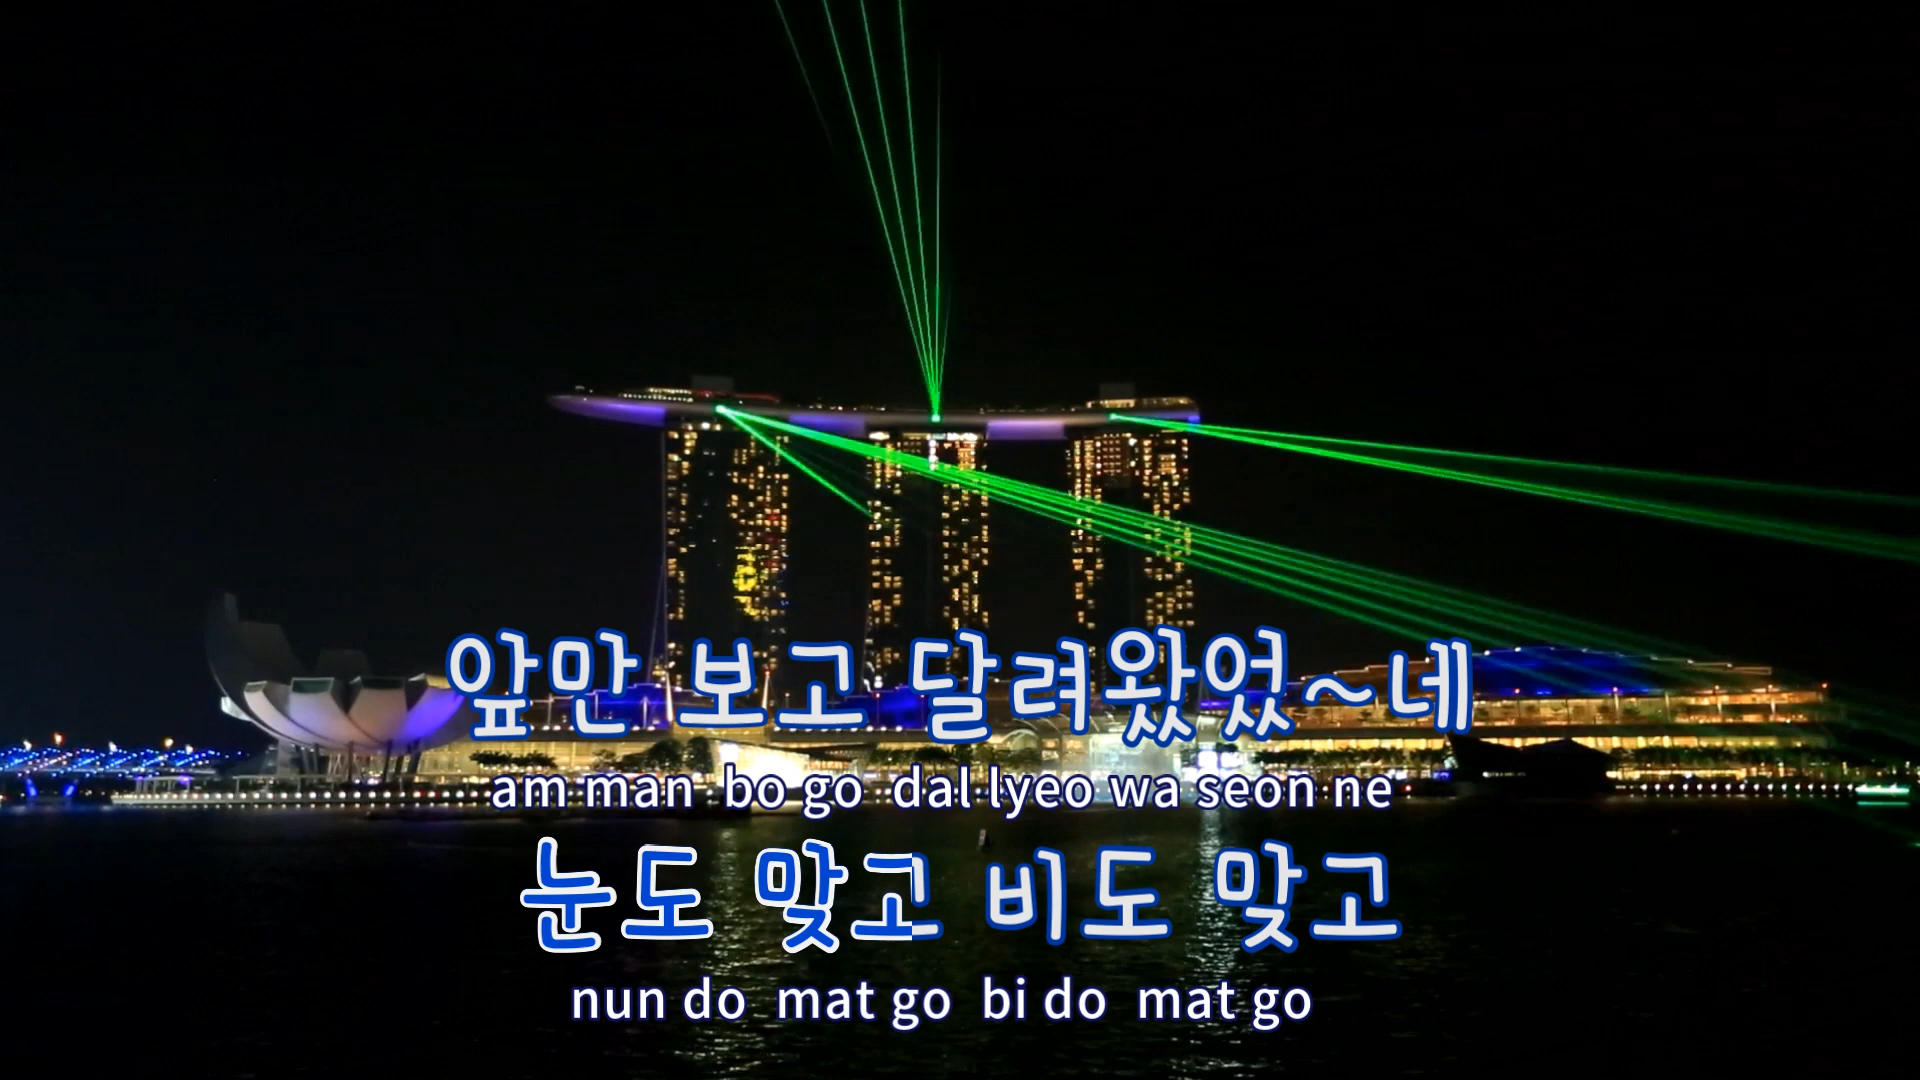 앞만 보고 달려왔었~네
am man bo go dal lyeo wa seon ne
눈도 맞고 비도 맞고
nun do mat go bi do mat go